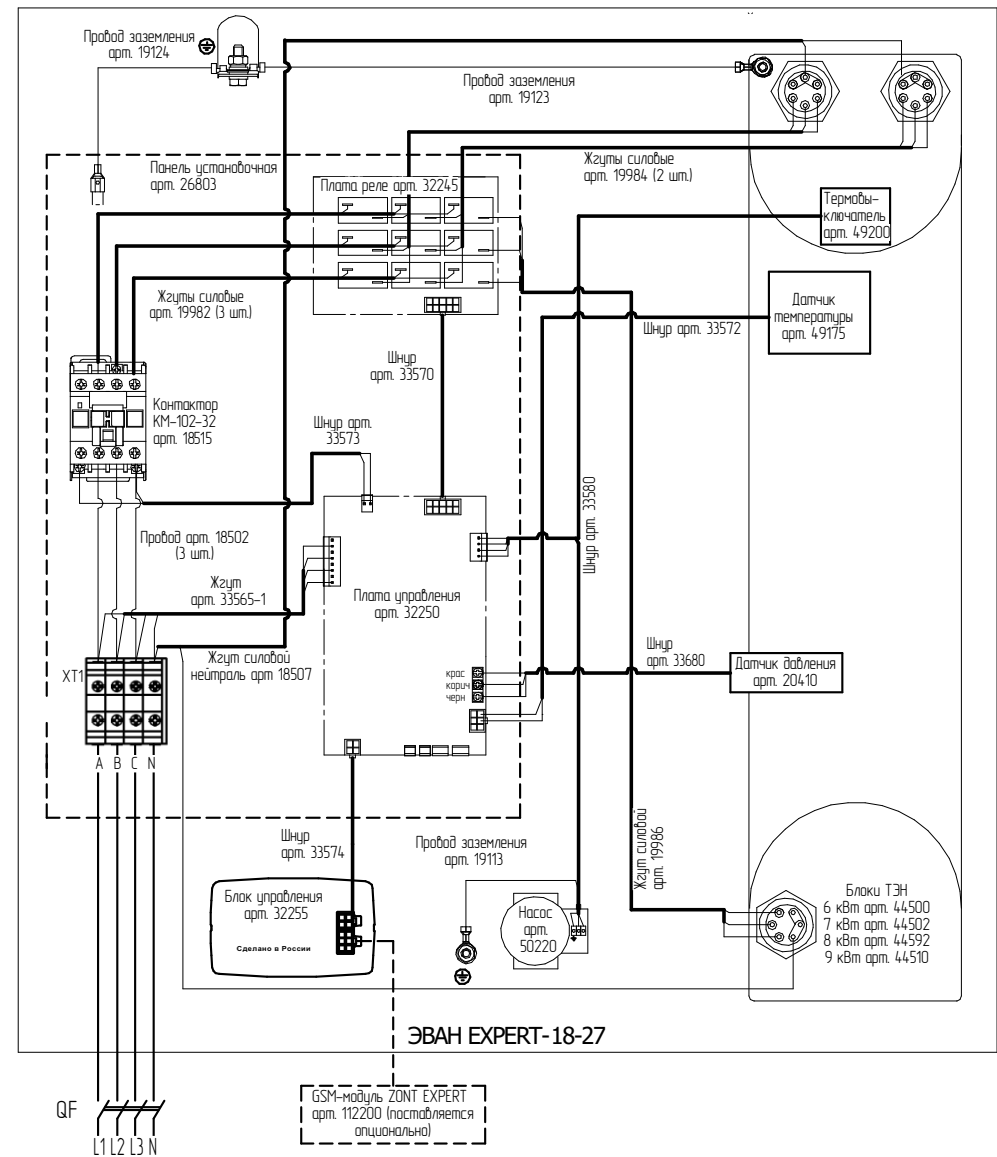 Провод заземления
арт. 19124
Провод заземления
арт. 19123
Панель установочная
арт. 26803
Плата реле арт. 32245
Жгуты силовые
арт. 19984 (2 шт.)
Термовы-
ключатель
арт. 49200
Жгуты силовые
арт. 19982 (3 шт.)
Датчик
температуры
арт. 49175
Шнур арт. 33572
Шнур
арт. 33570
Контактор
КМ-102-32
арт. 18515
Шнур арт.
33573
Шнур арт. 33580
Провод арт. 18502
(3 шт.)
Жгут
арт. 33565-1
Плата управления
арт. 32250
Жгут силовой
нейтраль арт 18507
XT1
Шнур
арт. 33680
Датчик давления
арт. 20410
крас
корич
черн
A B C N
Шнур
арт. 33574
Провод заземления
арт. 19113
Жгут силовой
арт. 19986
Блок управления
арт. 32255
Сделано в России
Насос
арт.
50220
Блоки ТЭН
6 кВт арт. 44500
7 кВт арт. 44502
8 кВт арт. 44592
9 кВт арт. 44510
ЭВАН EXPERT-18-27
GSM-модуль ZONT EXPERT
арт. 112200 (поставляется
опционально)
QF
L1 L2 L3 N